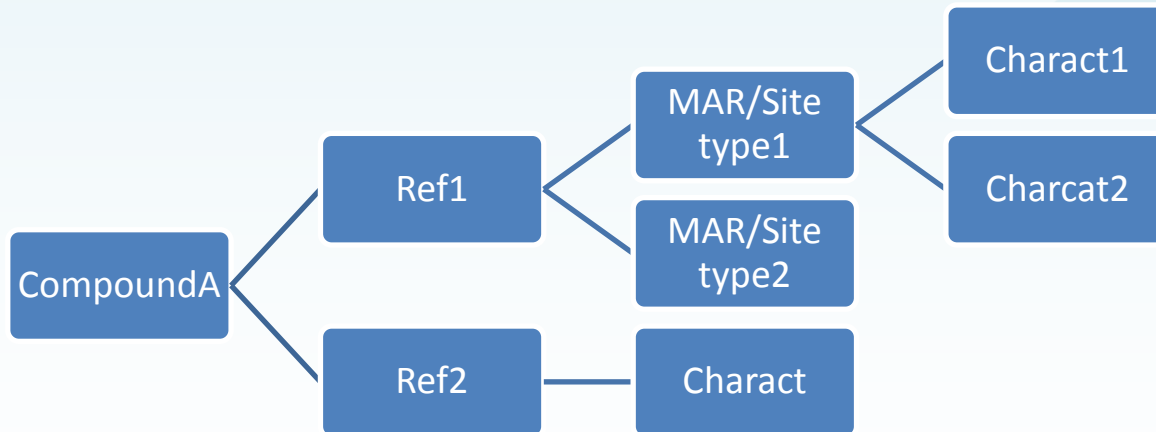 CompoundA
Ref1
MAR/Site
type1
Charact1
Charcat2
MAR/Site
type2
Ref2
Charact